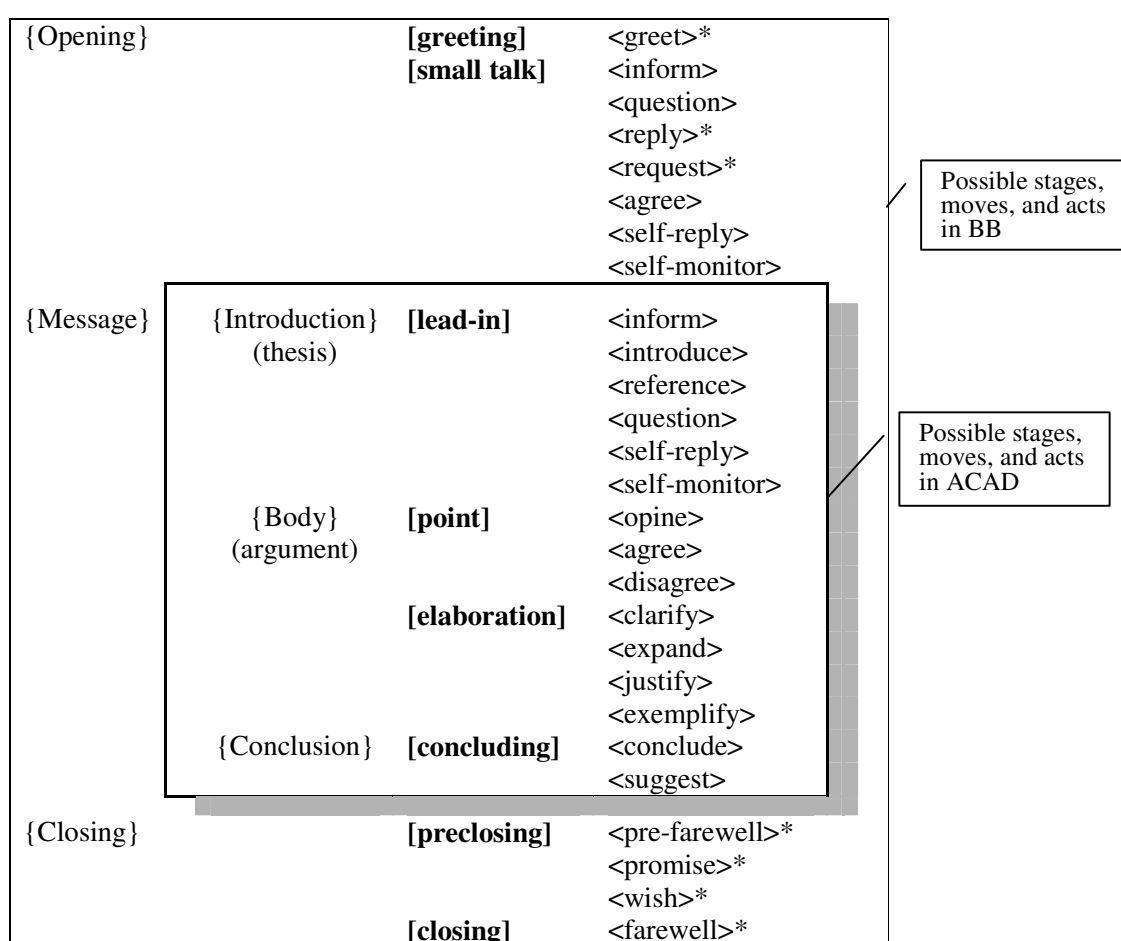 {Opening} [greeting] <greet>*
[small talk] <inform>
<question>
<reply>*
<request>*
<agree>
<self-reply>
<self-monitor>
Possible stages,
moves, and acts
in BB
{Message} {Introduction} [lead-in] <inform>
(thesis) <introduce>
<reference>
<question>
<self-reply>
<self-monitor>
Possible stages,
moves, and acts
in ACAD
{Body} [point] <opine>
(argument) <agree>
<disagree>
[elaboration] <clarify>
<expand>
<justify>
<exemplify>
{Conclusion} [concluding] <conclude>
<suggest>
{Closing} [preclosing] <pre-farewell>*
<promise>*
<wish>*
[closing] <farewell>*